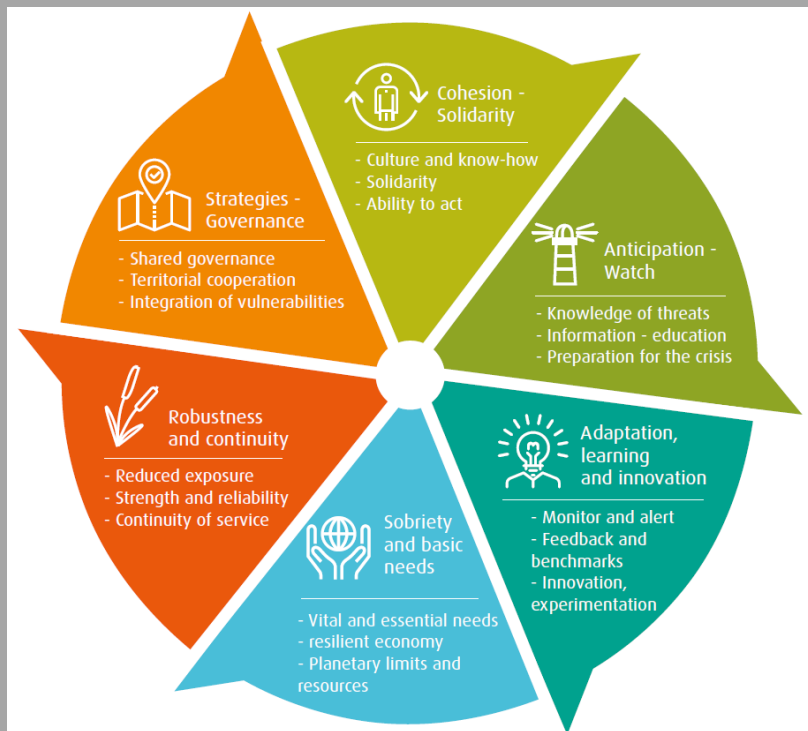 Cohesion -
Solidarity
- Culture and know-how
- Solidarity
- Ability to act
Anticipation -
Watch
- Knowledge of threats
- Information - education
- Preparation for the crisis
Adaptation,
learning
and innovation
- Monitor and alert
- Feedback and
benchmarks
- Innovation,
experimentation
Sobriety
and basic
needs
- Vital and essential needs
- resilient economy
- Planetary limits and
resources
Robustness
and continuity
- Reduced exposure
- Strength and reliability
- Continuity of service
Strategies -
Governance
- Shared governance
- Territorial cooperation
- Integration of vulnerabilities